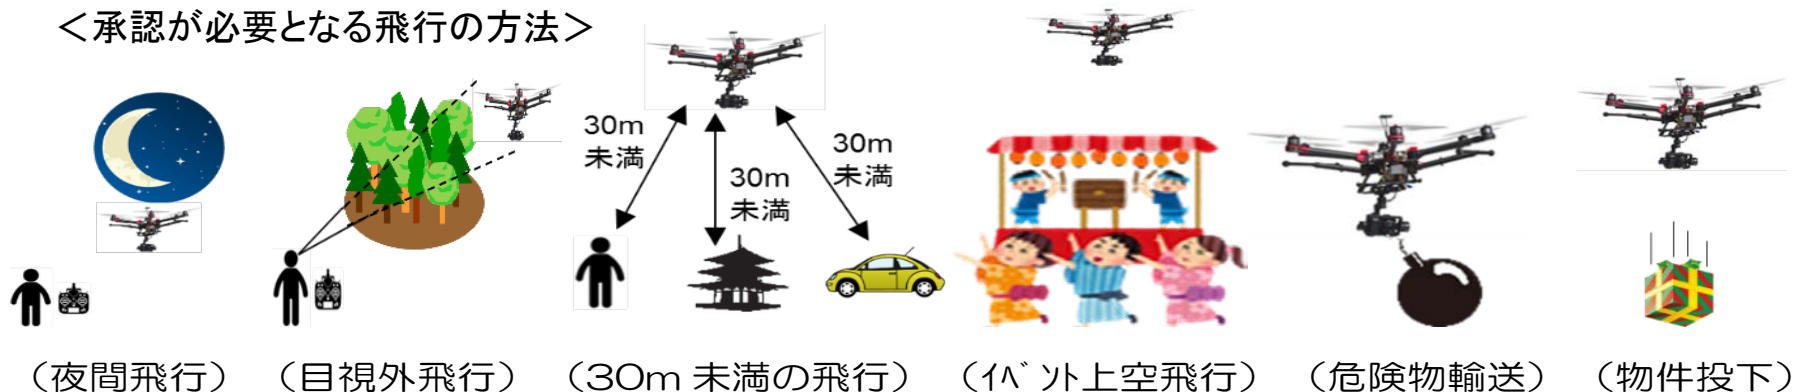 ＜承認が必要となる飛行の方法＞
30m
未満
30m
未満
30m
未満
（夜間飛行）
（目視外飛行）
（30m 未満の飛行）
（ｲﾍﾞﾝﾄ上空飛行）
（危険物輸送）
（物件投下）